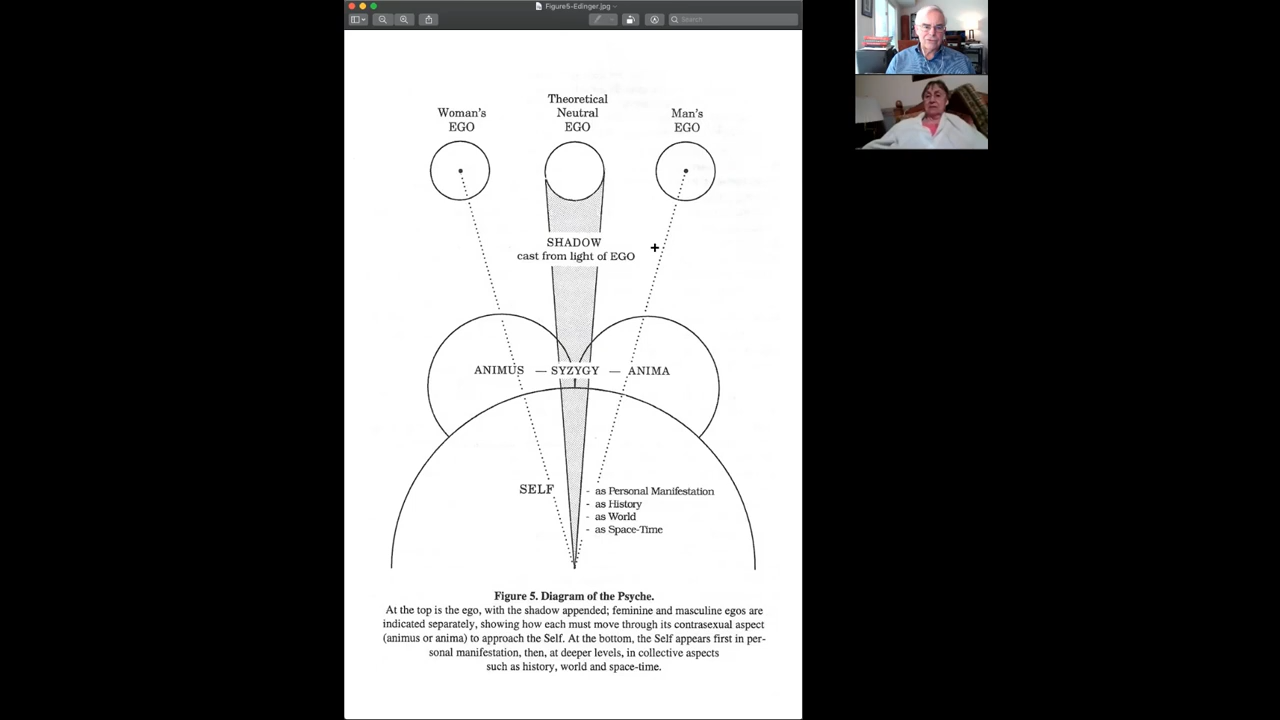 Figure5-Edinger.jpg
Search
Woman's
EGO
Theoretical
Neutral
EGO
Man's
EGO
SHADOW
cast from light of EGO
ANIMUS — SYZYGY — ANIMA
SELF
- as Personal Manifestation
- as History
- as World
- as Space-Time
Figure 5. Diagram of the Psyche.
At the top is the ego, with the shadow appended; feminine and masculine egos are
indicated separately, showing how each must move through its contrasexual aspect
(animus or anima) to approach the Self. At the bottom, the Self appears first in per-
sonal manifestation, then, at deeper levels, in collective aspects
such as history, world and space-time.